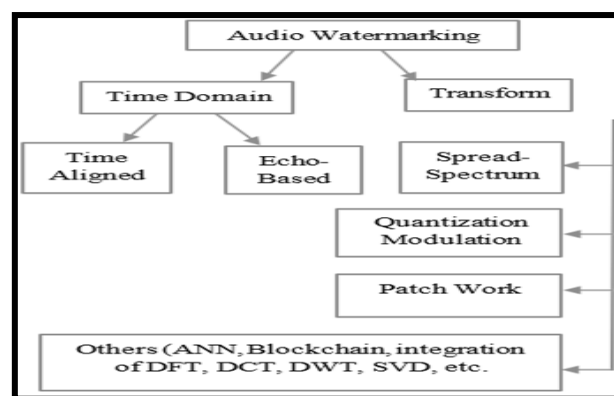 Audio Watermarking
Time Domain
Transform
Time
Aligned
Echo-
Based
Spread-
Spectrum
Quantization
Modulation
Patch Work
Others (ANN, Blockchain, integration
of DFT, DCT, DWT, SVD, etc.